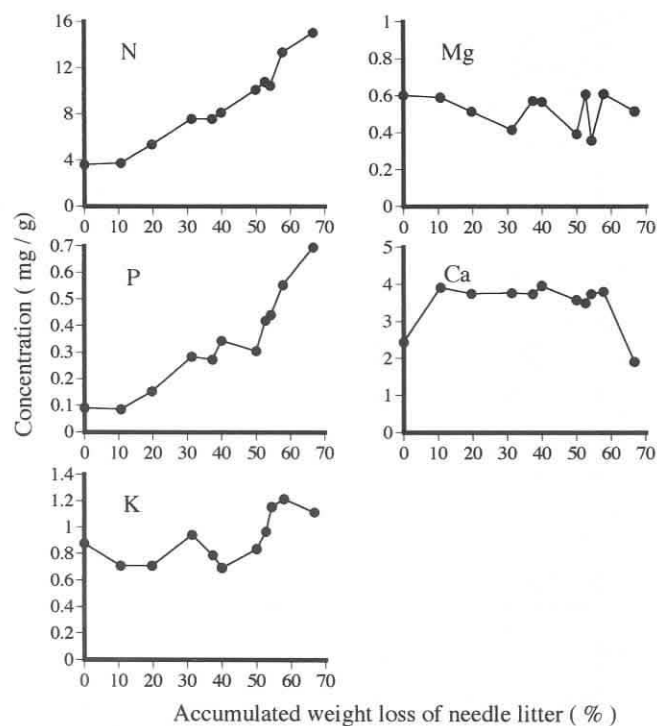 N
16
12
8
4
0
0 10 20 30 40 50 60 70
Mg
1
0.8
0.6
0.4
0.2
0
0 10 20 30 40 50 60 70
P
0.7
0.6
0.5
0.4
0.3
0.2
0.1
0
0 10 20 30 40 50 60 70
Ca
5
4
3
2
1
0
0 10 20 30 40 50 60 70
K
1.4
1.2
1
0.8
0.6
0.4
0.2
0
0 10 20 30 40 50 60 70
Concentration ( mg / g )
Accumulated weight loss of needle litter ( % )